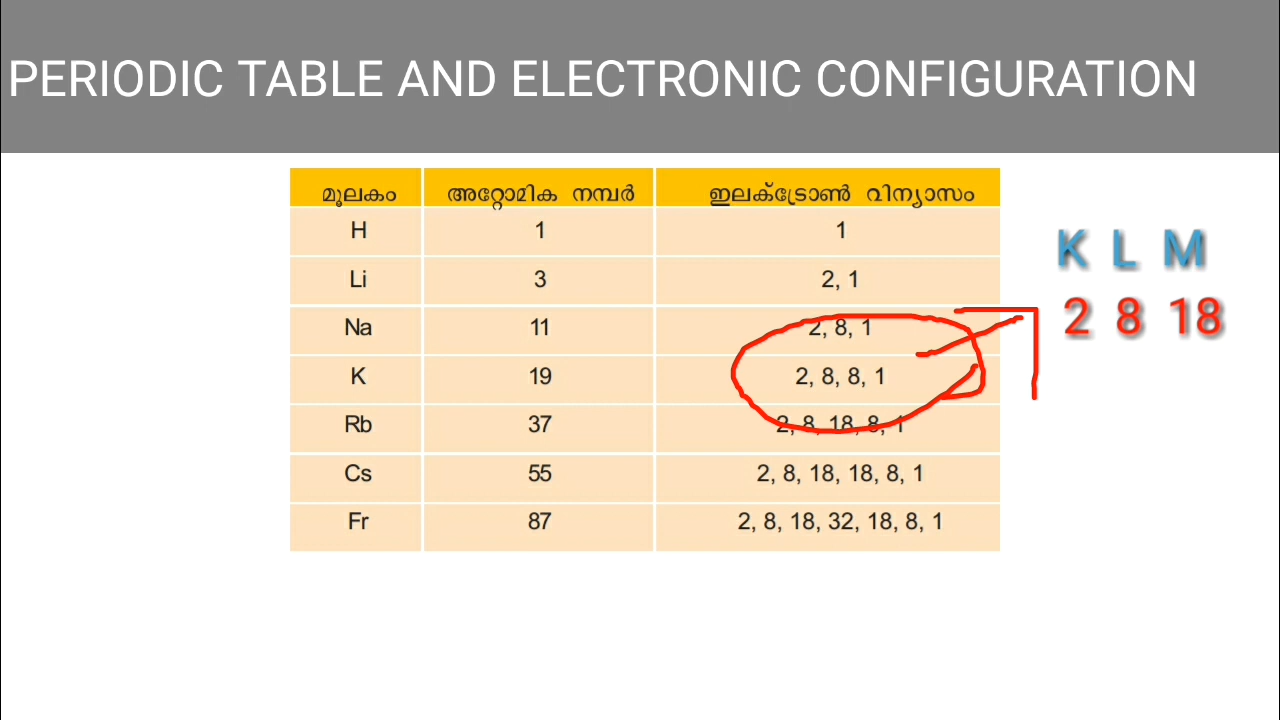 PERIODIC TABLE AND ELECTRONIC CONFIGURATION
മൂലകം അറ്റോമിക നമ്പർ ഇലക്ട്രോൺ വിന്യാസം
H 1 1
Li 3 2, 1
Na 11 2, 8, 1
K 19 2, 8, 8, 1
Rb 37 2, 8, 18, 8, 1
Cs 55 2, 8, 18, 18, 8, 1
Fr 87 2, 8, 18, 32, 18, 8, 1
K L M
2 8 18